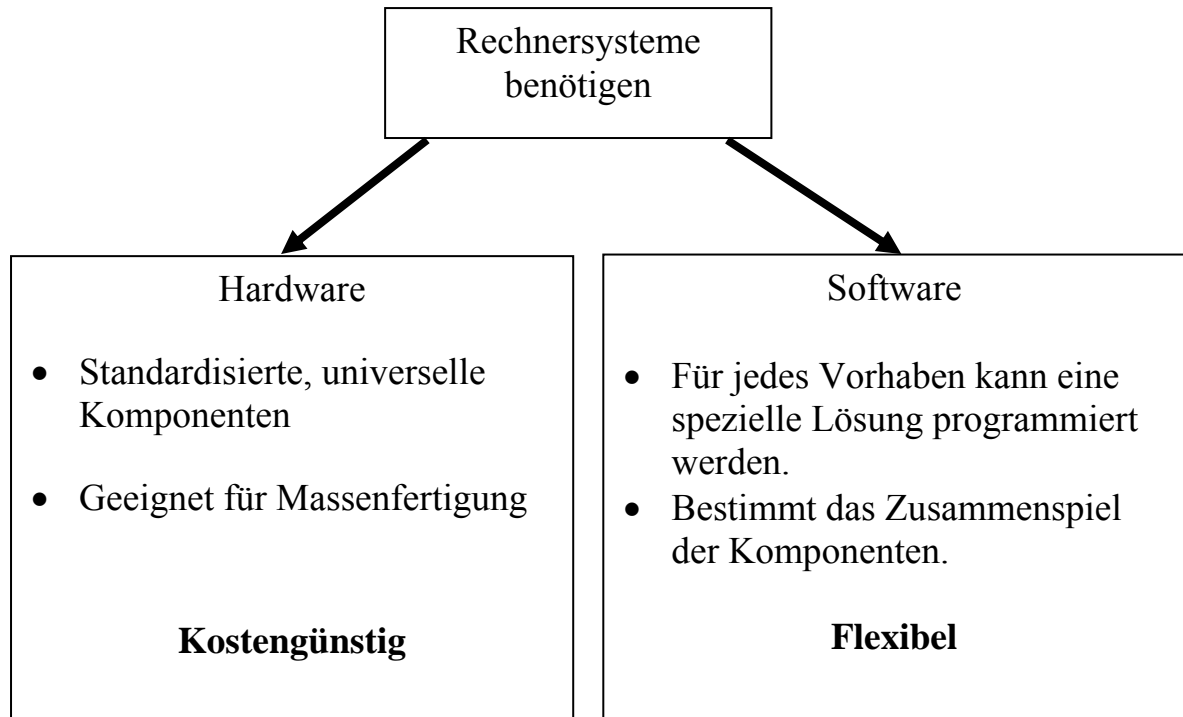 Rechnersysteme
benötigen
Hardware
• Standardisierte, universelle
Komponenten
• Geeignet für Massenfertigung
Kostengünstig
Software
• Für jedes Vorhaben kann eine
spezielle Lösung programmiert
werden.
• Bestimmt das Zusammenspiel
der Komponenten.
Flexibel